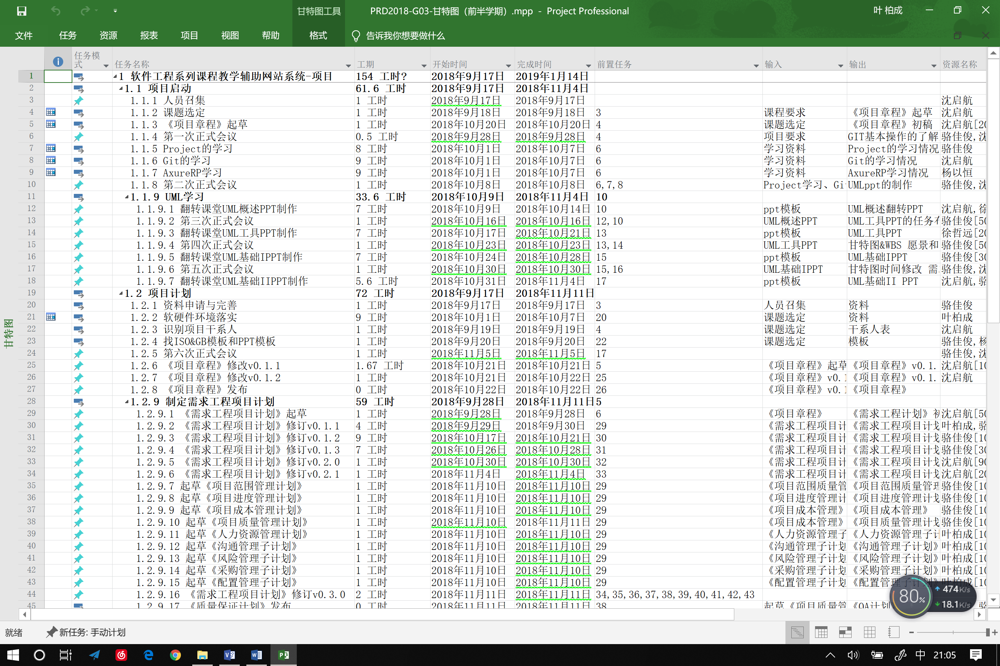 甘特图工具 PRD2018-G03-甘特图（前半学期）.mpp - Project Professional 叶 柏成
文件 任务 资源 报表 项目 视图 帮助 格式 告诉我你想要做什么
任务模式 任务名称 工期 开始时间 完成时间 前置任务 输入 输出 资源名称
1 1 软件工程系列课程教学辅助网站系统-项目 154 工时? 2018年9月17日 2019年1月14日
2 1.1 项目启动 61.6 工时 2018年9月17日 2018年11月4日
3 1.1.1 人员召集 1 工时 2018年9月17日 2018年9月17日 沈启航
4 1.1.2 课题选定 1 工时 2018年9月18日 2018年9月18日 3 课程要求 《项目章程》起草 沈启航
5 1.1.3 《项目章程》起草 1 工时 2018年10月20日 2018年10月20日 4 课题选定 《项目章程》初稿 沈启航[20
6 1.1.4 第一次正式会议 0.5 工时 2018年9月28日 2018年9月28日 4 项目要求 GIT基本操作的了解 骆佳俊,沈
7 1.1.5 Project的学习 8 工时 2018年10月1日 2018年10月7日 6 学习资料 Project的学习情况 骆佳俊
8 1.1.6 Git的学习 9 工时 2018年10月1日 2018年10月7日 6 学习资料 Git的学习情况 沈启航
9 1.1.7 AxureRP学习 9 工时 2018年10月1日 2018年10月7日 6 学习资料 AxureRP学习情况 杨以恒
10 1.1.8 第二次正式会议 1 工时 2018年10月8日 2018年10月8日 6,7,8 Project学习、Gi UMLppt的制作 骆佳俊,沈
11 1.1.9 UML学习 33.6 工时 2018年10月9日 2018年11月4日 10
12 1.1.9.1 翻转课堂UML概述PPT制作 7 工时 2018年10月9日 2018年10月14日 10 ppt模板 UML概述翻转PPT 沈启航,徐
13 1.1.9.2 第三次正式会议 1 工时 2018年10月16日 2018年10月16日 12,10 UML概述PPT UML工具PPT的任务 骆佳俊[50
14 1.1.9.3 翻转课堂UML工具PPT制作 7 工时 2018年10月17日 2018年10月21日 13 ppt模板 UML工具PPT 徐哲远[20
15 1.1.9.4 第四次正式会议 1 工时 2018年10月23日 2018年10月23日 13,14 UML工具PPT 甘特图&WBS 愿景和 骆佳俊[50
16 1.1.9.5 翻转课堂UML基础IPPT制作 7 工时 2018年10月24日 2018年10月28日 15 ppt模板 UML基础IPPT 骆佳俊[30
17 1.1.9.6 第五次正式会议 1 工时 2018年10月30日 2018年10月30日 15,16 UML基础IPPT 甘特图时间修改 需 骆佳俊,沈
18 1.1.9.7 翻转课堂UML基础IIPPT制作 5.6 工时 2018年10月31日 2018年11月4日 17 ppt模板 UML基础II PPT 沈启航,骆
19 1.2 项目计划 72 工时 2018年9月17日 2018年11月11日
20 1.2.1 资料申请与完善 1 工时 2018年9月17日 2018年9月17日 3 人员召集 资料 骆佳俊
21 1.2.2 软硬件环境落实 9 工时 2018年10月1日 2018年10月7日 20 课题选定 资料 叶柏成
22 1.2.3 识别项目干系人 1 工时 2018年9月19日 2018年9月19日 4 课题选定 干系人表 沈启航
23 1.2.4 找ISO&GB模板和PPT模板 1 工时 2018年9月20日 2018年9月20日 22 课题选定 模板 骆佳俊,杨
24 1.2.5 第六次正式会议 1 工时 2018年11月5日 2018年11月5日 17 骆佳俊,沈
25 1.2.6 《项目章程》修改v0.1.1 1.67 工时 2018年10月21日 2018年10月21日 5 《项目章程》起草 《项目章程》v0.1. 沈启航[10
26 1.2.7 《项目章程》修改v0.1.2 1 工时 2018年10月21日 2018年10月22日 25 《项目章程》v0.1 《项目章程》v0.1. 沈启航
27 1.2.8 《项目章程》发布 0 工时 2018年10月22日 2018年10月22日 26 《项目章程》v0.1 《项目章程》
28 1.2.9 制定需求工程项目计划 59 工时 2018年9月28日 2018年11月11日 5
29 1.2.9.1 《需求工程项目计划》起草 1 工时 2018年9月28日 2018年9月28日 6 《项目章程》 《需求工程计划》初 沈启航[50
30 1.2.9.2 《需求工程项目计划》修订v0.1.1 4 工时 2018年9月29日 2018年9月30日 29 《需求工程项目计 《需求工程项目计划 叶柏成,骆
31 1.2.9.3 《需求工程项目计划》修订v0.1.2 9 工时 2018年10月17日 2018年10月21日 30 《需求工程项目计 《需求工程项目计划 骆佳俊[10
32 1.2.9.4 《需求工程项目计划》修订v0.1.3 7 工时 2018年10月26日 2018年10月28日 31 《需求工程项目计 《需求工程项目计划 骆佳俊[30
33 1.2.9.5 《需求工程项目计划》修订v0.2.0 1 工时 2018年10月30日 2018年10月30日 32 《需求工程项目计 《需求工程项目计划 沈启航[90
34 1.2.9.6 《需求工程项目计划》修订v0.2.1 1 工时 2018年11月4日 2018年11月4日 33 《需求工程项目计 《需求工程项目计划 沈启航[20
35 1.2.9.7 起草《项目范围管理计划》 1 工时 2018年11月10日 2018年11月10日 29 《项目范围质量管 《项目范围质量管理 骆佳俊[10
36 1.2.9.8 起草《项目进度管理计划》 1 工时 2018年11月10日 2018年11月10日 29 《项目进度管理计 《项目进度管理计划 骆佳俊[10
37 1.2.9.9 起草《项目成本管理计划》 1 工时 2018年11月10日 2018年11月10日 29 《项目成本管理》 《项目成本管理》 骆佳俊[10
38 1.2.9.10 起草《项目质量管理计划》 1 工时 2018年11月10日 2018年11月11日 29 《项目成本管理》 《项目质量管理计划 骆佳俊[10
39 1.2.9.11 起草《人力资源管理计划》 1 工时 2018年11月10日 2018年11月10日 29 《人力资源管理子 《人力资源管理子计 叶柏成[10
40 1.2.9.12 起草《沟通管理子计划》 1 工时 2018年11月10日 2018年11月10日 29 《沟通管理子计划 《沟通管理子计划》 叶柏成[10
41 1.2.9.13 起草《风险管理子计划》 1 工时 2018年11月10日 2018年11月10日 29 《风险管理子计划 《风险管理子计划》 叶柏成[10
42 1.2.9.14 起草《采购管理子计划》 1 工时 2018年11月10日 2018年11月10日 29 《采购管理子计划 《采购管理子计划》 叶柏成[10
43 1.2.9.15 起草《配置管理子计划》 1 工时 2018年11月10日 2018年11月10日 29 《配置管理子计划 《配置管理子计划》 叶柏成[10
44 1.2.9.16 《需求工程项目计划》修订v0.3.0 2 工时 2018年11月11日 2018年11月11日 34,35,36,37,38,39,40,41,42,43
45 1.2.9.17 《质量保证计划》发布 0 工时 2018年11月11日 2018年11月11日 38 起草《项目质量管 《QA计划
80% 474K/s
18.1K/s
甘特图
就绪 新任务: 手动计划
中 21:05